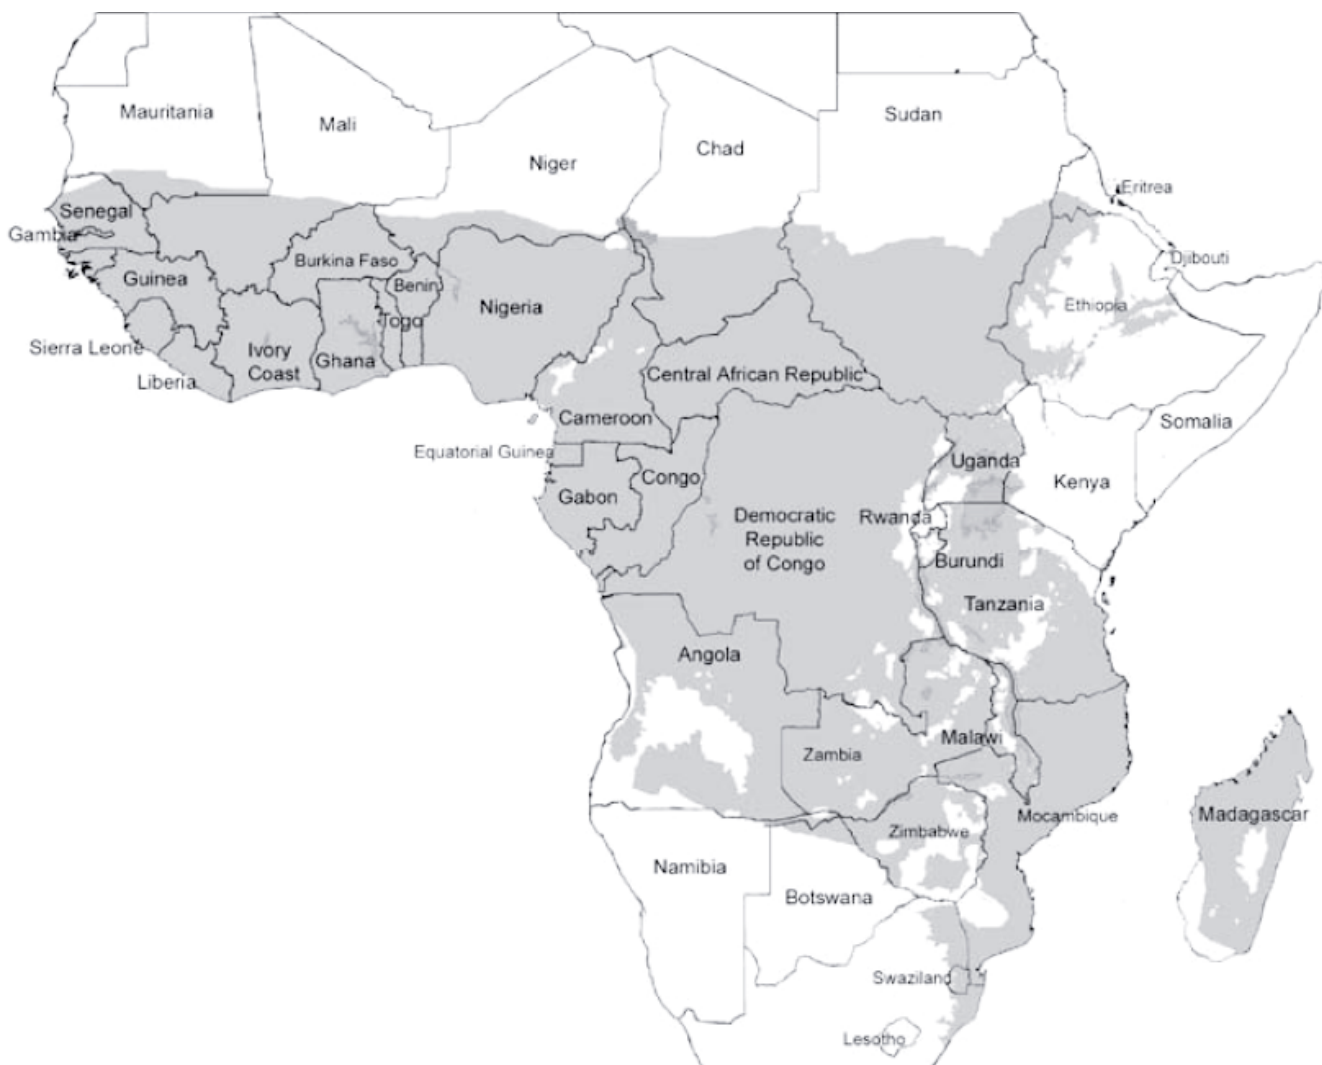 Mauritania
Mali
Niger
Chad
Sudan
Eritrea
Senegal
Gambia
Burkina Faso
Djibouti
Guinea
Benin
Nigeria
Ethiopia
Togo
Sierra Leone
Ivory
Coast
Ghana
Liberia
Central African Republic
Cameroon
Somalia
Equatorial Guinea
Uganda
Congo
Kenya
Gabon
Democratic
Republic
of Congo
Rwanda
Burundi
Tanzania
Angola
Malawi
Zambia
Mocambique
Madagascar
Zimbabwe
Namibia
Botswana
Swaziland
Lesotho